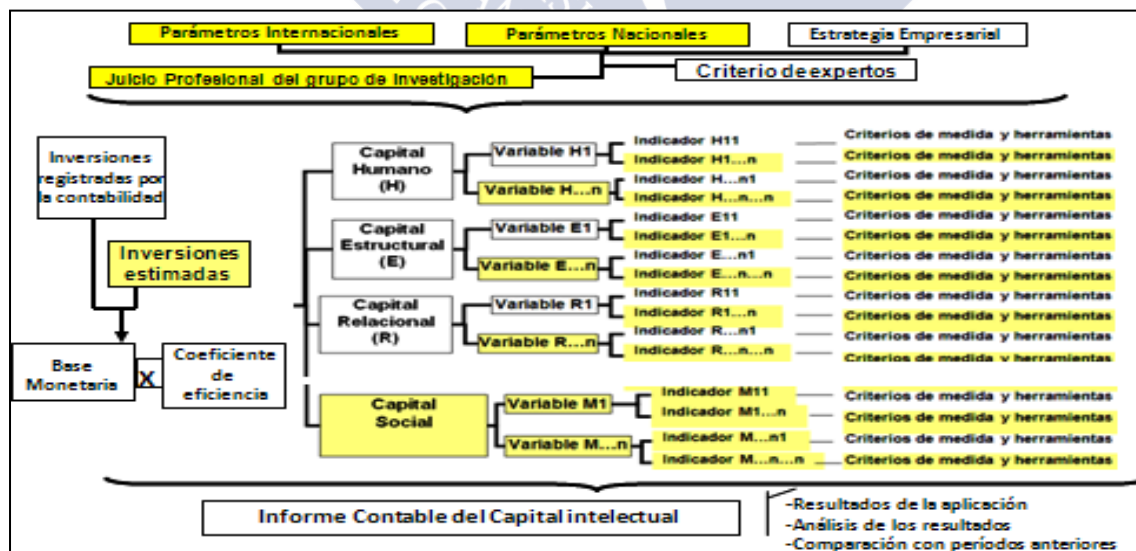 Parámetros Internacionales
Parámetros Nacionales
Estrategia Empresarial
Juicio Profesional del grupo de Investigación
Criterio de expertos
Inversiones
registradas por
la contabilidad
Inversiones
estimadas
Base
Monetaria
X
Coeficiente
de
eficiencia
Capital
Humano
(H)
Variable H1
Indicador H11
Criterios de medida y herramientas
Indicador H1...n
Criterios de medida y herramientas
Variable H...n
Indicador H...n1
Criterios de medida y herramientas
Indicador H...n...n
Criterios de medida y herramientas
Capital
Estructural
(E)
Variable E1
Indicador E11
Criterios de medida y herramientas
Indicador E1...n
Criterios de medida y herramientas
Variable E...n
Indicador E...n1
Criterios de medida y herramientas
Indicador E...n...n
Criterios de medida y herramientas
Capital
Relacional
(R)
Variable R1
Indicador R11
Criterios de medida y herramientas
Indicador R1...n
Criterios de medida y herramientas
Variable R...n
Indicador R...n1
Criterios de medida y herramientas
Indicador R...n...n
Criterios de medida y herramientas
Capital
Social
Variable M1
Indicador M11
Criterios de medida y herramientas
Indicador M1...n
Criterios de medida y herramientas
Variable M...n
Indicador M...n1
Criterios de medida y herramientas
Indicador M...n...n
Criterios de medida y herramientas
Informe Contable del Capital intelectual
-Resultados de la aplicación
-Análisis de los resultados
-Comparación con períodos anteriores